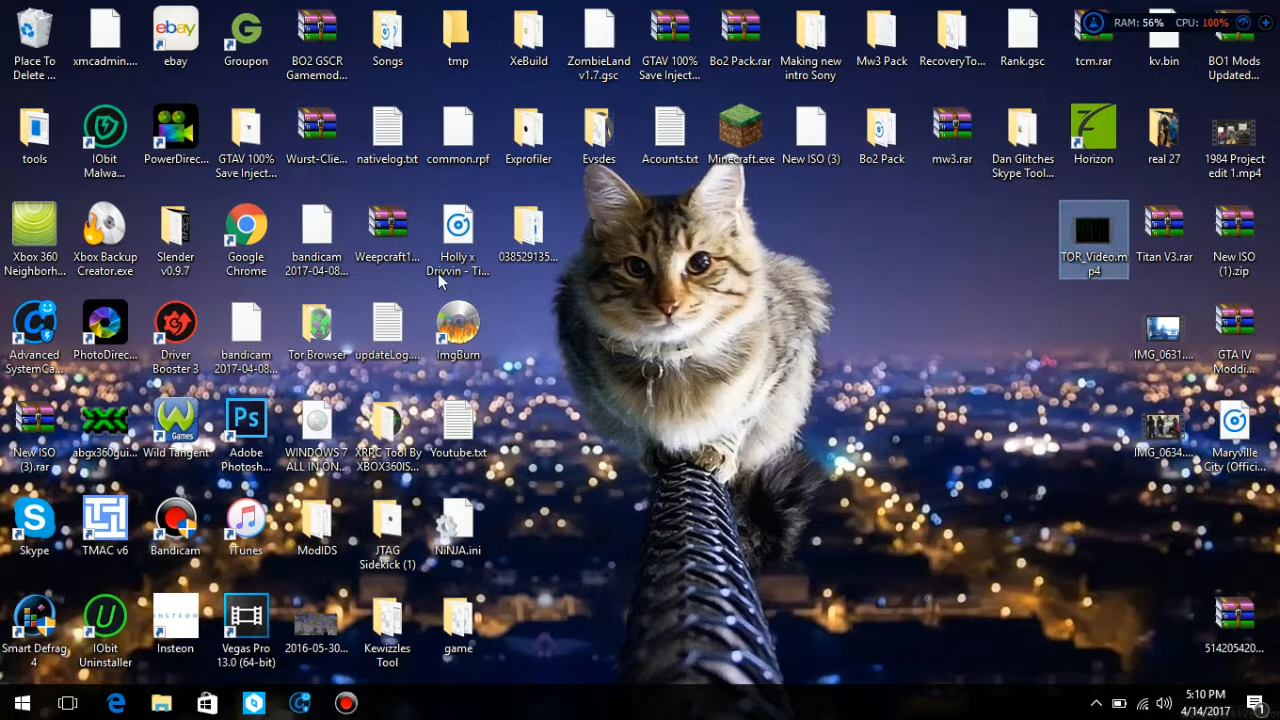 RAM: 56% CPU: 100%
Place To
Delete ...
xmcadmin....
ebay
ebay
Groupon
BO2 GSCR
Gamemod...
Songs
tmp
XeBuild
ZombieLand
v1.7.gsc
GTAV 100%
Save Inject...
Bo2 Pack.rar
Making new
intro Sony
Mw3 Pack
RecoveryTo...
Rank.gsc
tcm.rar
kv.bin
BO1 Mods
Updated...
tools
IObit
Malwa...
PowerDirec...
GTAV 100%
Save Inject...
Wurst-Clie...
nativelog.txt
common.rpf
Exprofiler
Evsdes
Acounts.txt
Minecraft.exe
New ISO (3)
Bo2 Pack
mw3.rar
Dan Glitches
Skype Tool...
Horizon
real 27
1984 Project
edit 1.mp4
Xbox 360
Neighborh...
Xbox Backup
Creator.exe
Slender
v0.9.7
Google
Chrome
bandicam
2017-04-08...
Weepcraft1...
Holly x
Drivvin - Ti...
038529135...
TOR_Video.m
p4
Titan V3.rar
New ISO
(1).zip
Advanced
SystemCa...
PhotoDirec...
Driver
Booster 3
bandicam
2017-04-08...
Tor Browser
updateLog....
ImgBurn
IMG_0631....
GTA IV
Moddi...
New ISO
(3).rar
abgx360gui...
Games
Wild Tangent
Ps
Adobe
Photosh...
WINDOWS 7
ALL IN ON...
XRPC Tool By
XBOX360IS...
Youtube.txt
IMG_0634....
Maryville
City (Offici...
Skype
TMAC v6
Bandicam
iTunes
ModIDS
JTAG
Sidekick (1)
NiNJA.ini
Smart Defrag
4
IObit
Uninstaller
INSTEON
Insteon
Vegas Pro
13.0 (64-bit)
2016-05-30...
Kewizzles
Tool
game
514205420...
5:10 PM
4/14/2017
1